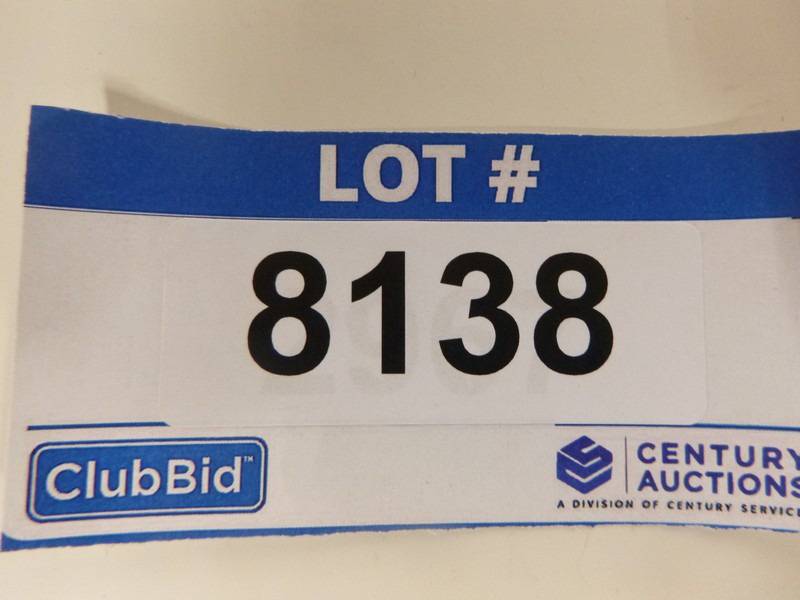 LOT #
8138
ClubBid™
CENTURY
AUCTIONS
A DIVISION OF CENTURY SERVICE